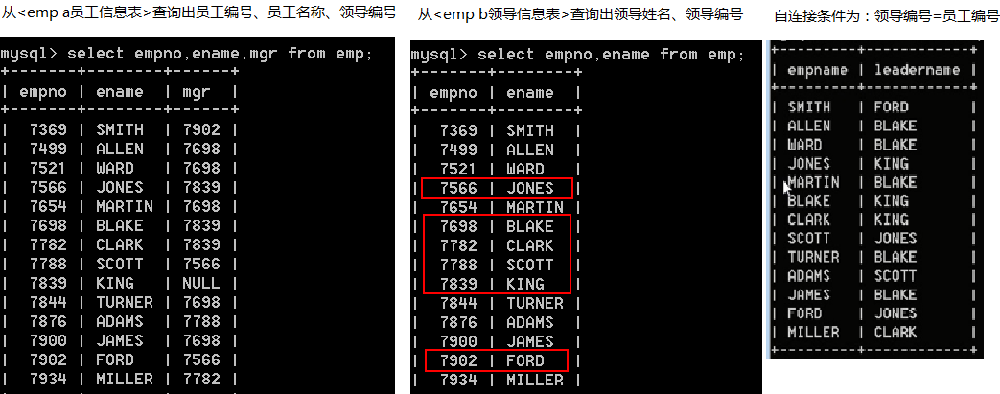 从<emp a员工信息表>查询出员工编号、员工名称、领导编号
mysql> select empno,ename,mgr from emp;
+-------+--------+------+
| empno | ename  | mgr  |
+-------+--------+------+
|  7369 | SMITH  | 7902 |
|  7499 | ALLEN  | 7698 |
|  7521 | WARD   | 7698 |
|  7566 | JONES  | 7839 |
|  7654 | MARTIN | 7698 |
|  7698 | BLAKE  | 7839 |
|  7782 | CLARK  | 7839 |
|  7788 | SCOTT  | 7566 |
|  7839 | KING   | NULL |
|  7844 | TURNER | 7698 |
|  7876 | ADAMS  | 7788 |
|  7900 | JAMES  | 7698 |
|  7902 | FORD   | 7566 |
|  7934 | MILLER | 7782 |
从<emp b领导信息表>查询出领导姓名、领导编号
mysql> select empno,ename from emp;
+-------+--------+
| empno | ename  |
+-------+--------+
|  7369 | SMITH  |
|  7499 | ALLEN  |
|  7521 | WARD   |
|  7566 | JONES  |
|  7654 | MARTIN |
|  7698 | BLAKE  |
|  7782 | CLARK  |
|  7788 | SCOTT  |
|  7839 | KING   |
|  7844 | TURNER |
|  7876 | ADAMS  |
|  7900 | JAMES  |
|  7902 | FORD   |
|  7934 | MILLER |
自连接条件为：领导编号=员工编号
+---------+------------+
| empname | leadername |
+---------+------------+
| SMITH   | FORD       |
| ALLEN   | BLAKE      |
| WARD    | BLAKE      |
| JONES   | KING       |
| MARTIN  | BLAKE      |
| BLAKE   | KING       |
| CLARK   | KING       |
| SCOTT   | JONES      |
| TURNER  | BLAKE      |
| ADAMS   | SCOTT      |
| JAMES   | BLAKE      |
| FORD    | JONES      |
| MILLER  | CLARK      |
+---------+------------+